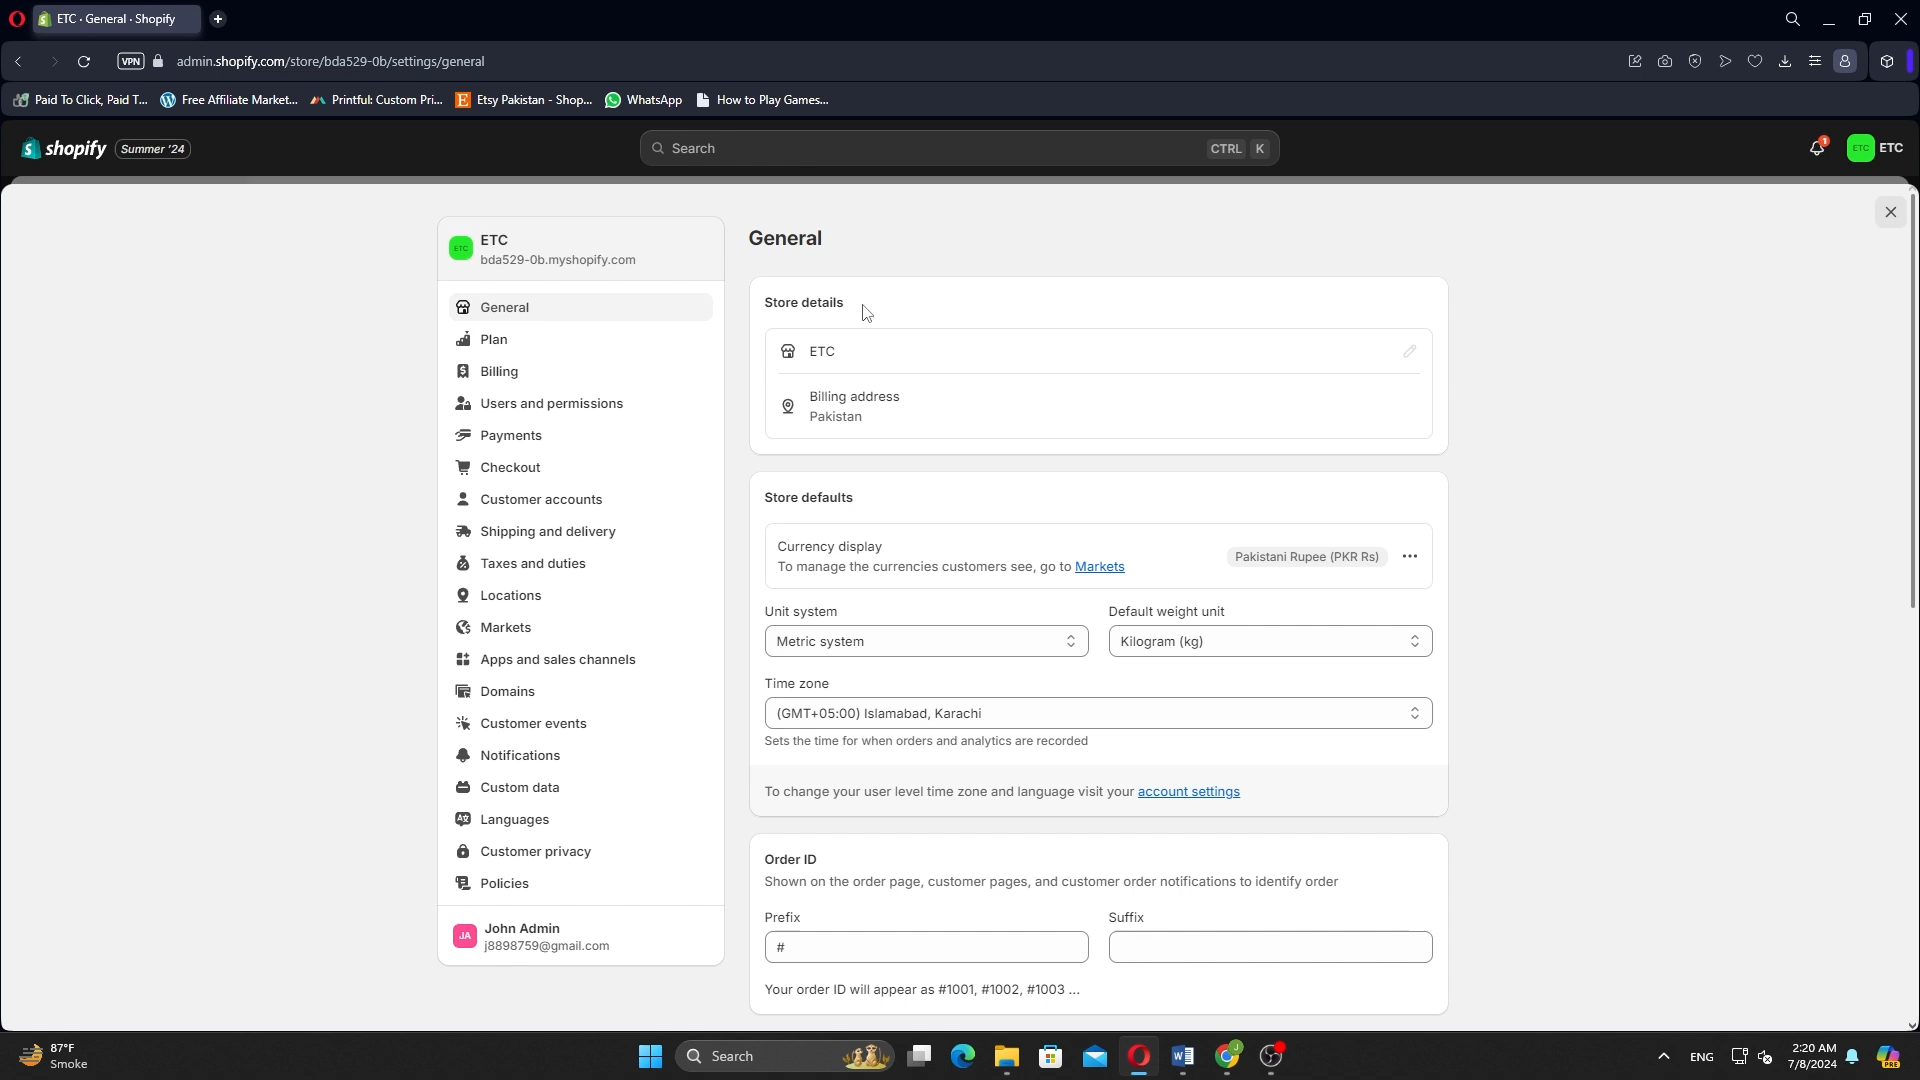 ETC · General · Shopify
VPN
admin.shopify.com/store/bda529-0b/settings/general
Paid To Click, Paid T...
Free Affiliate Market...
Printful: Custom Pri...
Etsy Pakistan - Shop...
WhatsApp
How to Play Games...
shopify
Summer '24
Search
CTRL K
1
ETC
ETC
ETC
ETC
bda529-0b.myshopify.com
General
Plan
Billing
Users and permissions
Payments
Checkout
Customer accounts
Shipping and delivery
Taxes and duties
Locations
Markets
Apps and sales channels
Domains
Customer events
Notifications
Custom data
Languages
Customer privacy
Policies
JA
John Admin
j8898759@gmail.com
General
Store details
ETC
Billing address
Pakistan
Store defaults
Currency display
To manage the currencies customers see, go to Markets
Pakistani Rupee (PKR Rs)
Unit system
Default weight unit
Metric system
Kilogram (kg)
Time zone
(GMT+05:00) Islamabad, Karachi
Sets the time for when orders and analytics are recorded
To change your user level time zone and language visit your account settings
Order ID
Shown on the order page, customer pages, and customer order notifications to identify order
Prefix
Suffix
#
Your order ID will appear as #1001, #1002, #1003 ...
87°F
Smoke
Search
J
ENG
2:20 AM
7/8/2024
PRE